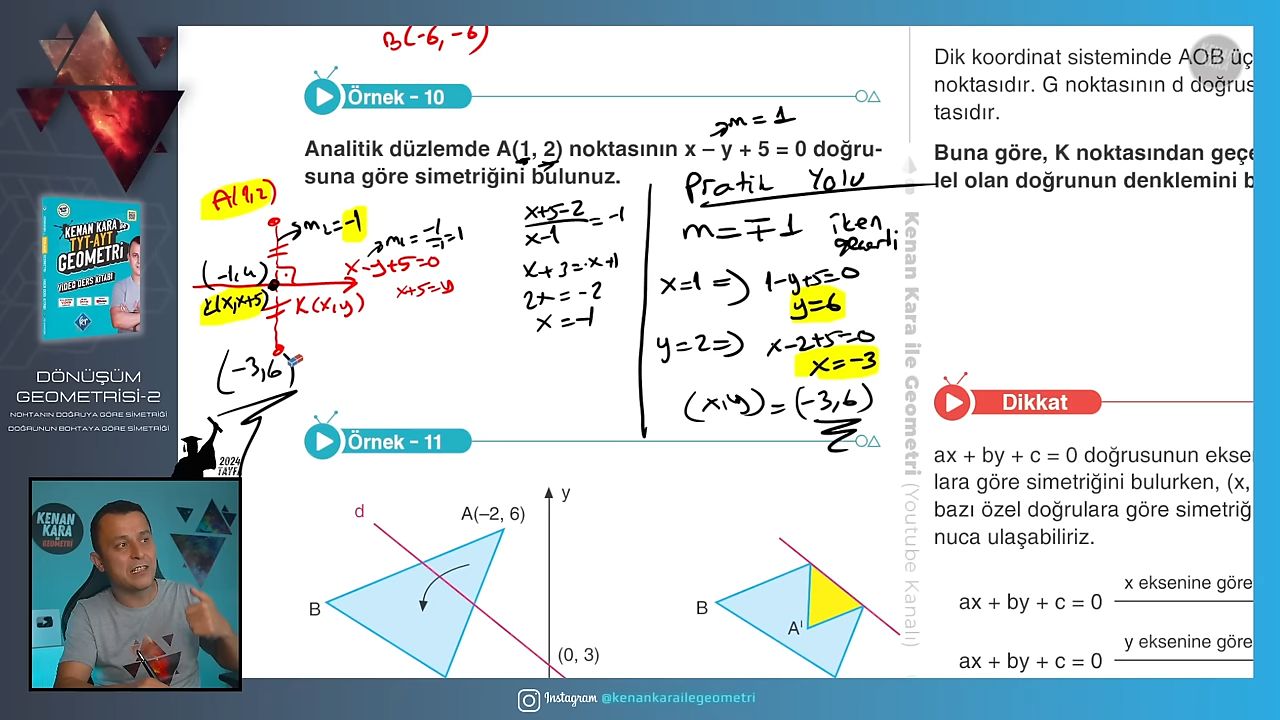 B(-6, -6)
Örnek - 10
m = 1
Analitik düzlemde A(1, 2) noktasının x – y + 5 = 0 doğru-
suna göre simetriğini bulunuz.
A(1,2)
m₂ = -1
m₁ = -1/-1 = 1
x-y+5=0
x+5=y
(-1,4)
K(x,x+5)
K(x,y)
(-3,6)
x+5-2
x-1
= -1
x+3=-x+1
2x = -2
x = -1
Pratik Yolu
m = ∓1 iken
geçerli
x=1 ⇒ 1-y+5=0
y=6
y=2 ⇒ x-2+5=0
x=-3
(x,y) = (-3,6)
Örnek - 11
d
A(–2, 6)
y
B
(0, 3)
B
A'
Kenan Kara ile Geometri (Youtube Kanalı)
Dik koordinat sisteminde AOB üç
noktasıdır. G noktasının d doğrus
tasıdır.
Buna göre, K noktasından geçe
lel olan doğrunun denklemini b
Dikkat
ax + by + c = 0 doğrusunun ekse
lara göre simetriğini bulurken, (x,
bazı özel doğrulara göre simetriğ
nuca ulaşabiliriz.
x eksenine göre
ax + by + c = 0
y eksenine göre
ax + by + c = 0
KENAN KARA
TYT-AYT
GEOMETRİ
VİDEO DERS KİTABI
DÖNÜŞÜM
GEOMETRİSİ-2
NOKTANIN DOĞRUYA GÖRE SİMETRİĞİ
DOĞRUNUN NOKTAYA GÖRE SİMETRİĞİ
2024
TAYFA
KENAN
KARA
GEOMETRİ
Instagram @kenankarailegeometri